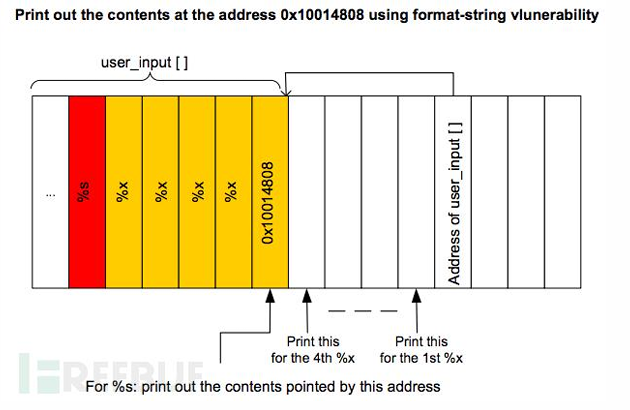 Print out the contents at the address 0x10014808 using format-string vlunerability
user_input [ ]
...
%s
%x
%x
%x
%x
0x10014808
Address of user_input [ ]
Print this
for the 4th %x
Print this
for the 1st %x
For %s: print out the contents pointed by this address
REEBUF